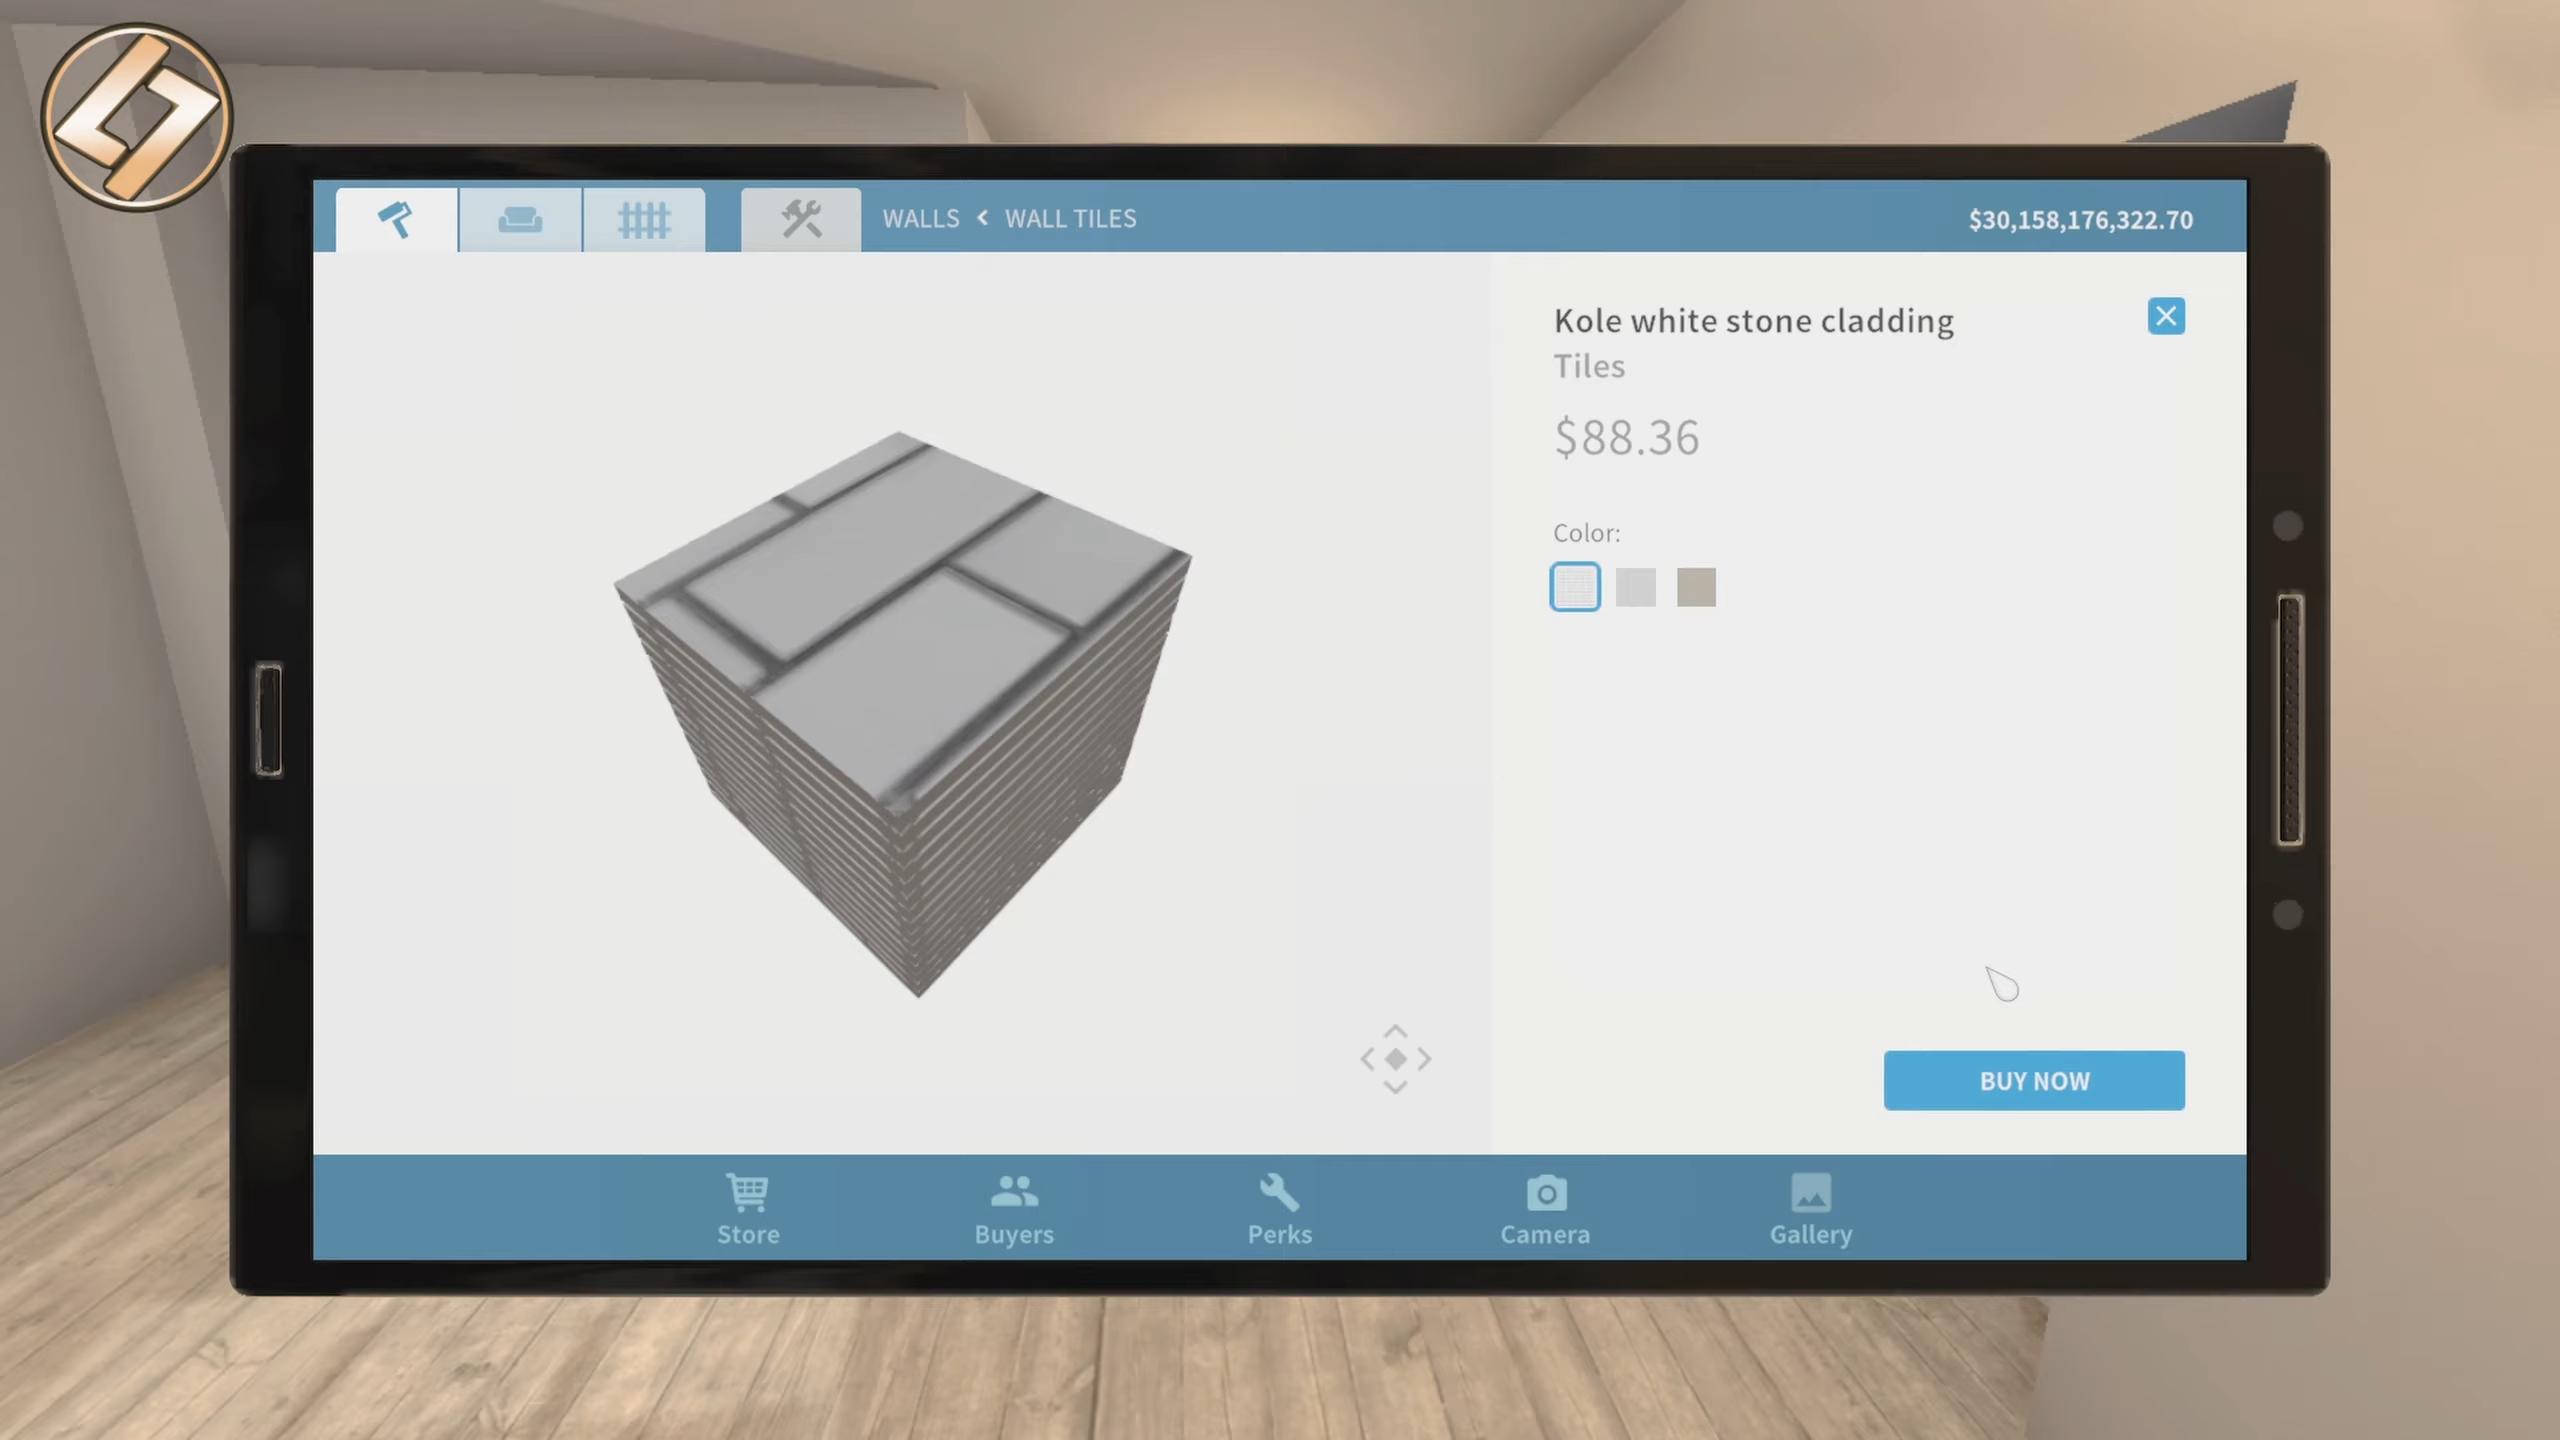 WALLS < WALL TILES
$30,158,176,322.70
Kole white stone cladding
Tiles
$88.36
Color:
BUY NOW
Store
Buyers
Perks
Camera
Gallery